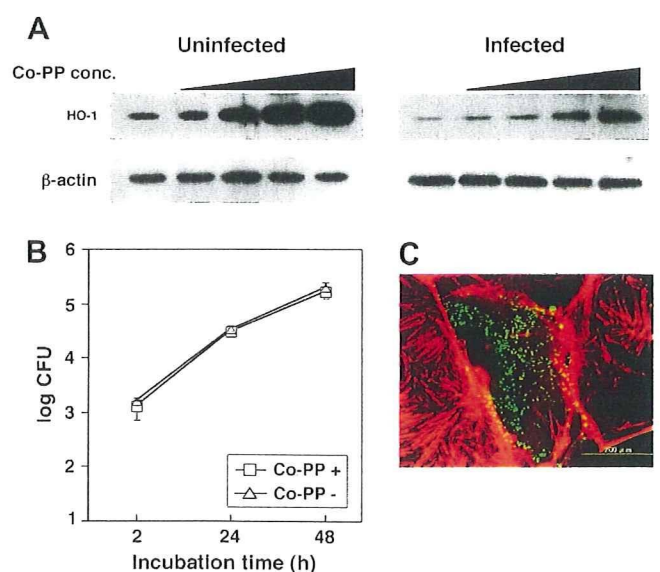 A
Uninfected
Infected
Co-PP conc.
HO-1
β-actin
B
6
5
4
3
2
1
log CFU
2
24
48
Incubation time (h)
Co-PP +
Co-PP -
C